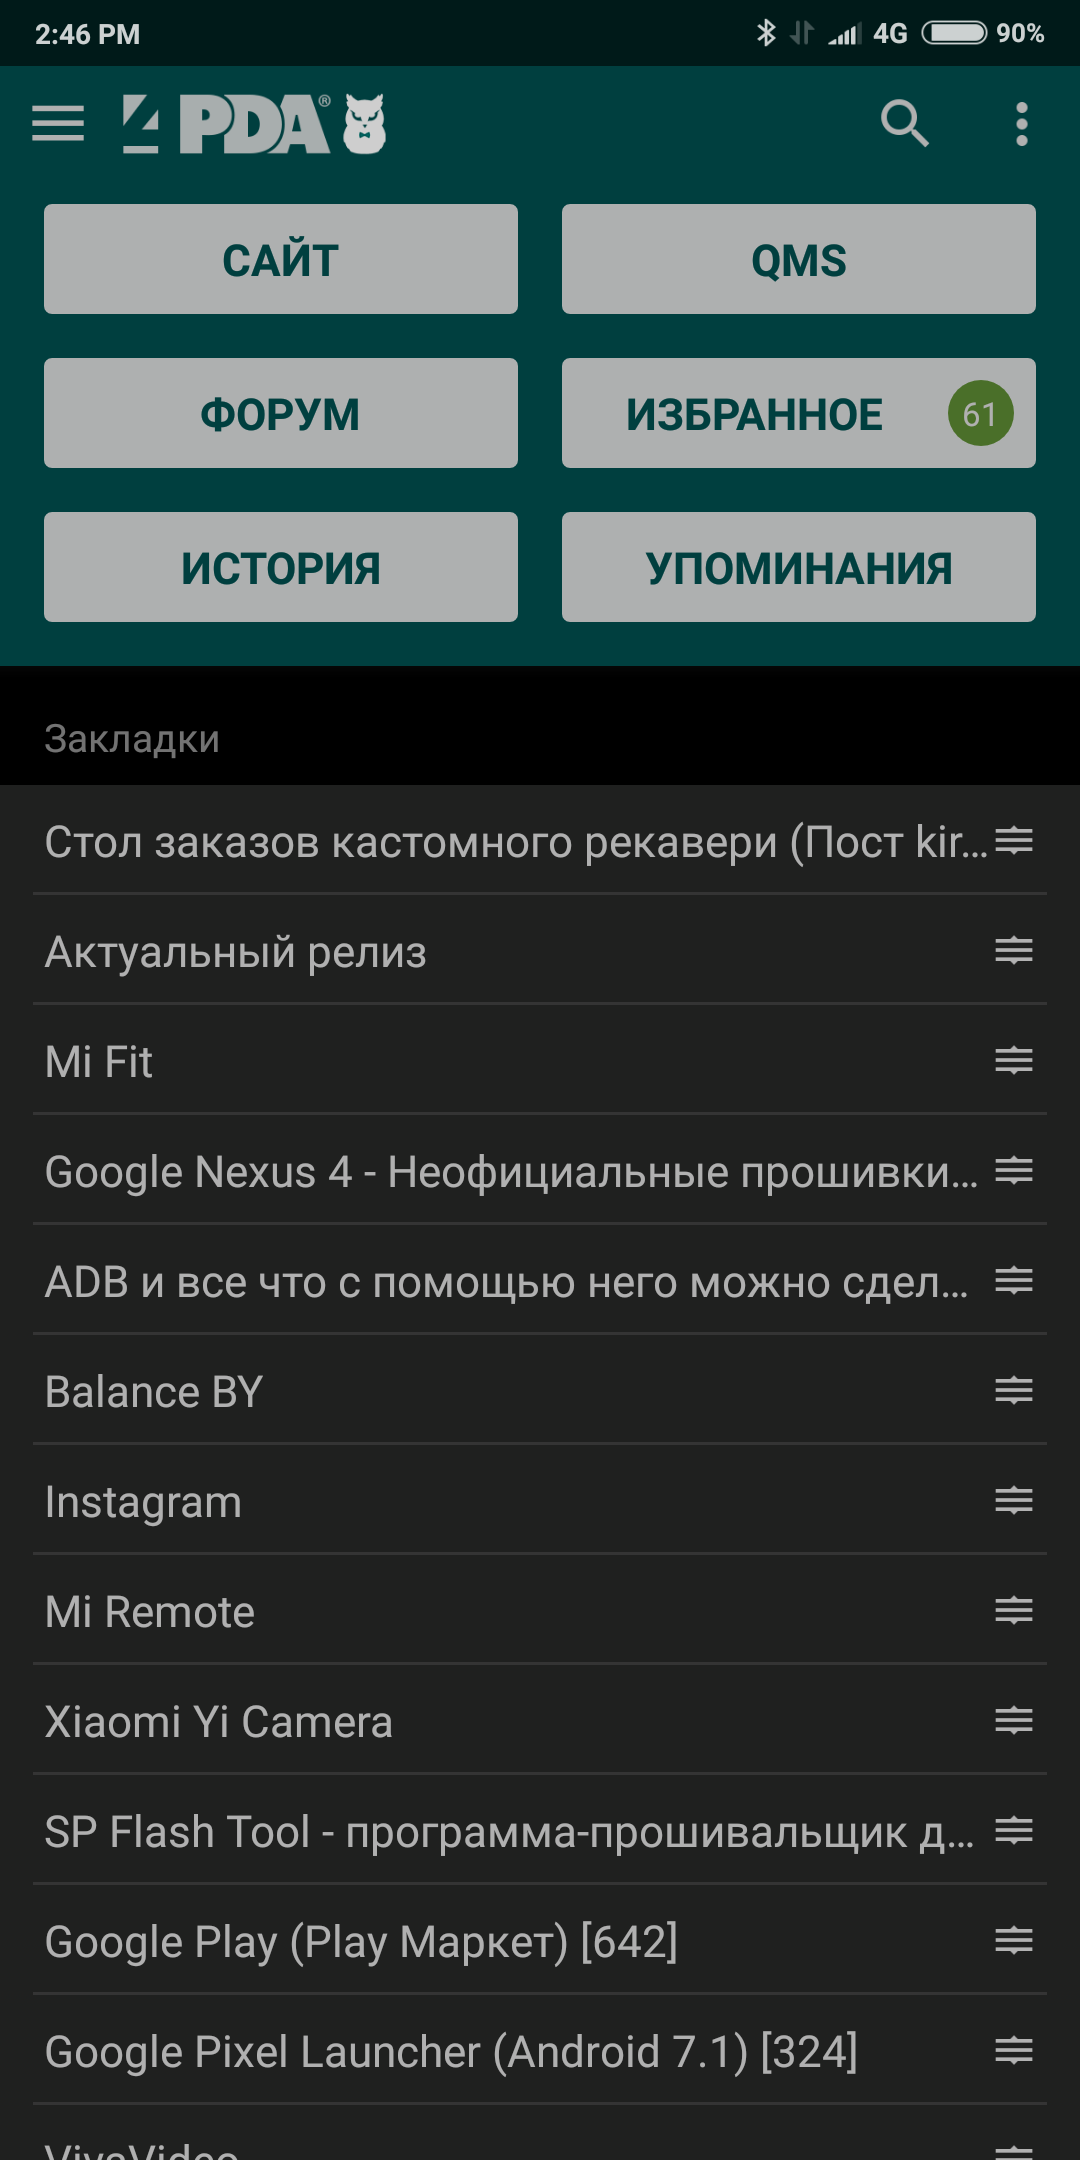 2:46 PM 4G 90%
4PDA®
САЙТ
QMS
ФОРУМ
ИЗБРАННОЕ 61
ИСТОРИЯ
УПОМИНАНИЯ
Закладки
Стол заказов кастомного рекавери (Пост kir...
Актуальный релиз
Mi Fit
Google Nexus 4 - Неофициальные прошивки...
ADB и все что с помощью него можно сдел...
Balance BY
Instagram
Mi Remote
Xiaomi Yi Camera
SP Flash Tool - программа-прошивальщик д...
Google Play (Play Маркет) [642]
Google Pixel Launcher (Android 7.1) [324]
VivaVideo